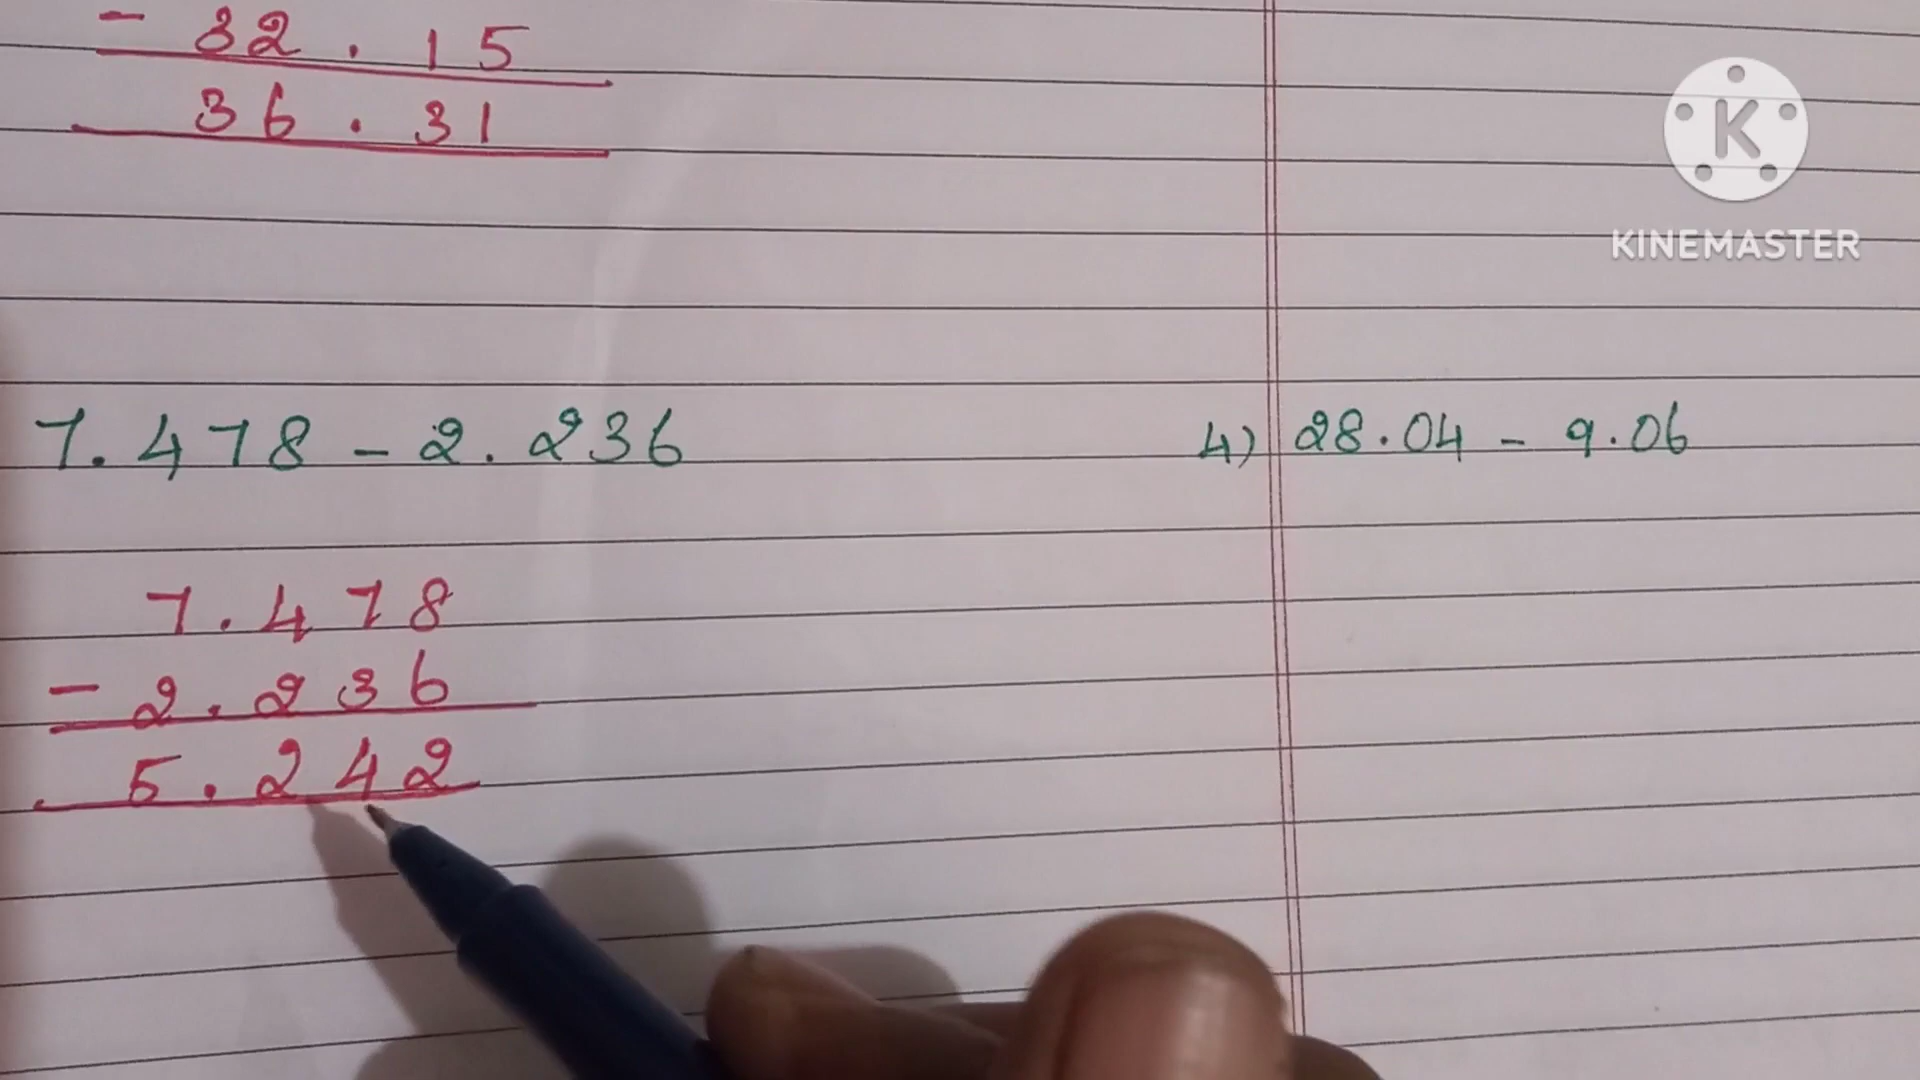 - 32.15
36.31
7.478 - 2.236
7.478
- 2.236
5.242
4) 28.04 - 9.06
K
KINEMASTER